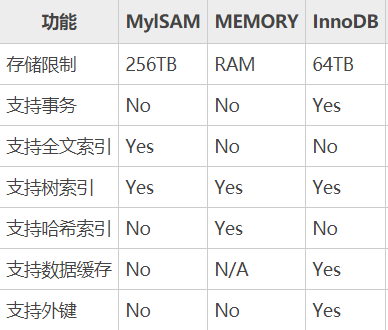 功能 MylSAM MEMORY InnoDB
存储限制 256TB RAM 64TB
支持事务 No No Yes
支持全文索引 Yes No No
支持树索引 Yes Yes Yes
支持哈希索引 No Yes No
支持数据缓存 No N/A Yes
支持外键 No No Yes